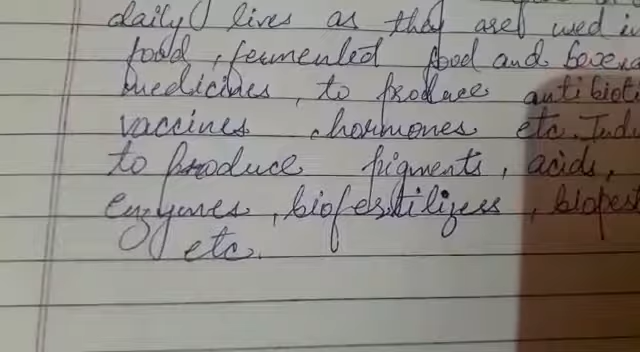 daily lives as they are used in
food, fermented food and bevera
medicines, to produce antibioti
vaccines, hormones etc. Indu
to produce pigments, acids,
enzymes, biofertilizers, biopest
etc.